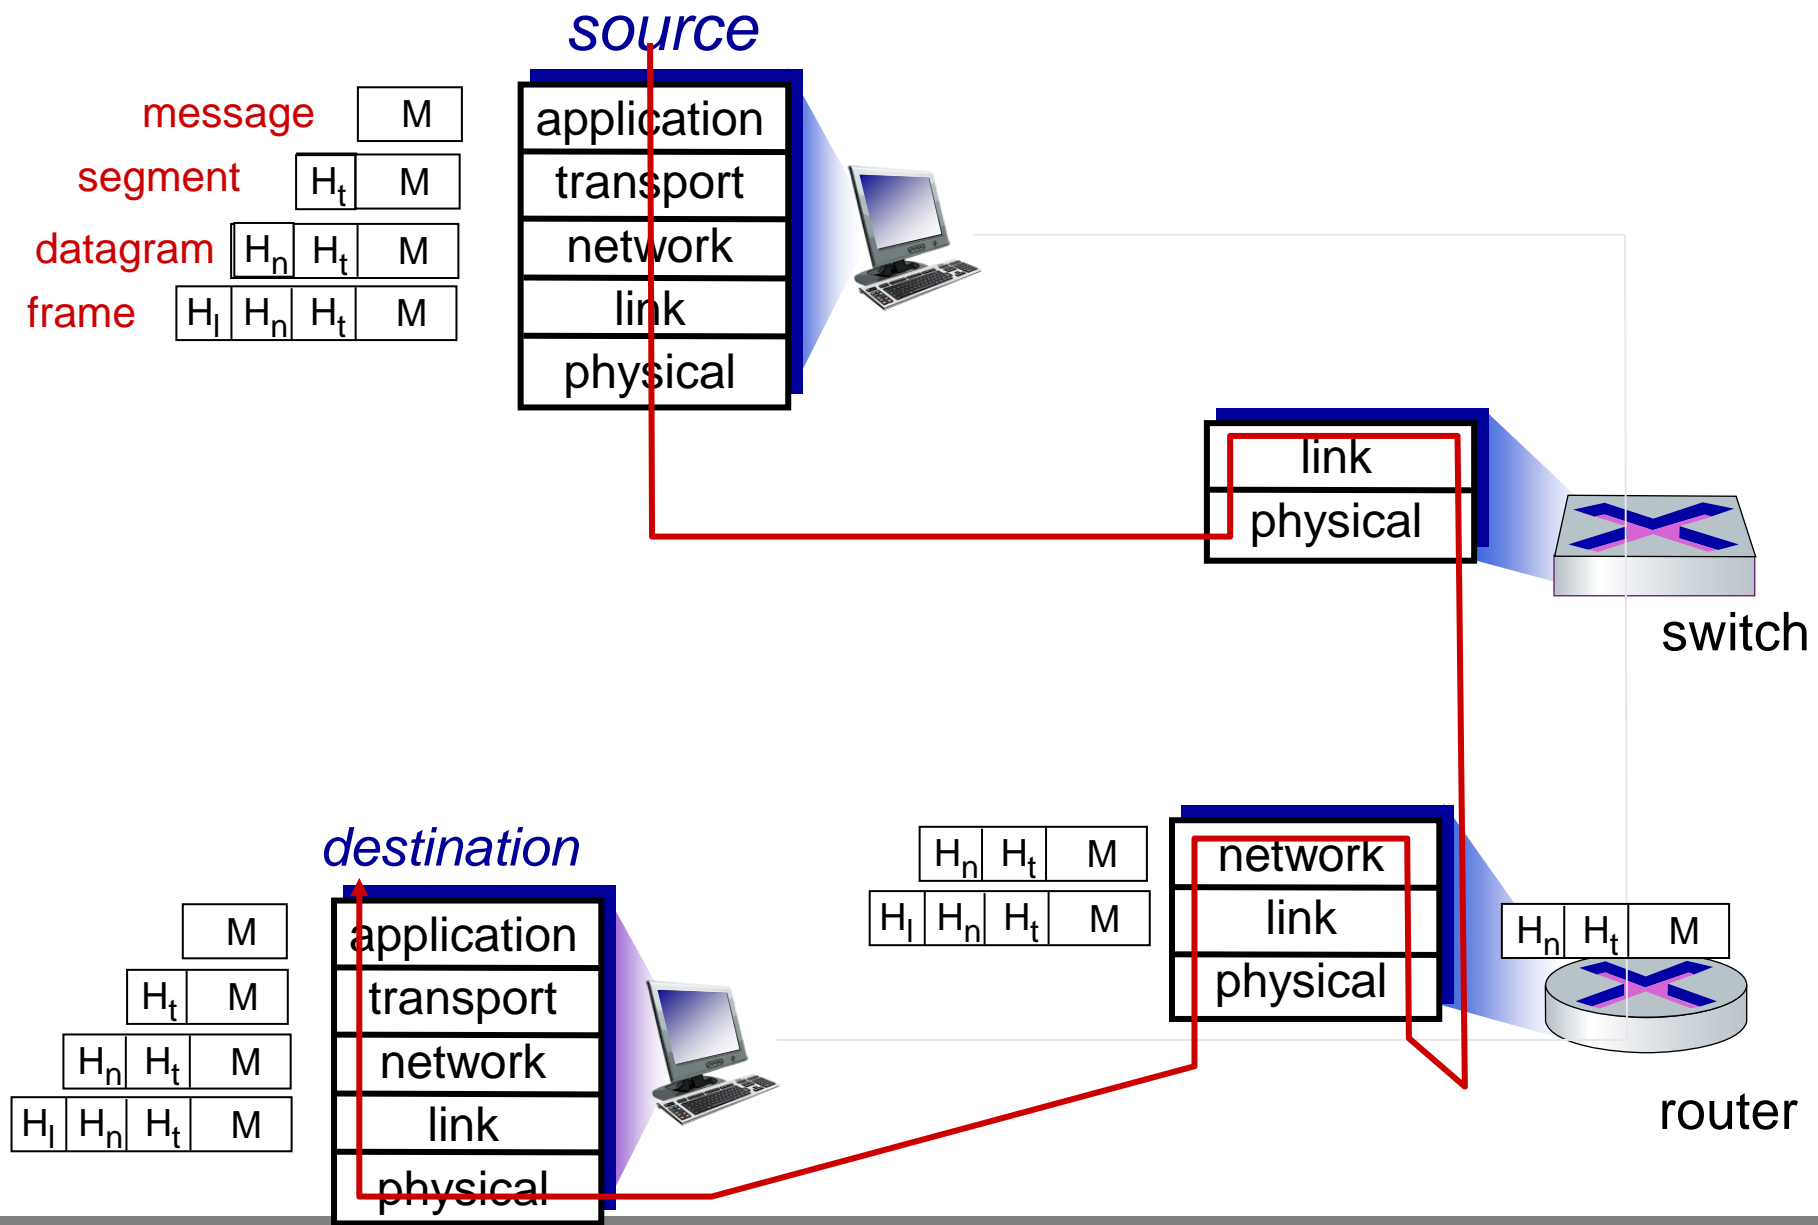 source
message M
application
segment Ht M
transport
datagram Hn Ht M
network
frame Hl Hn Ht M
link
physical
link
physical
switch
destination
Hn Ht M
network
Hl Hn Ht M
link
physical
Hn Ht M
router
M
application
Ht M
transport
Hn Ht M
network
Hl Hn Ht M
link
physical